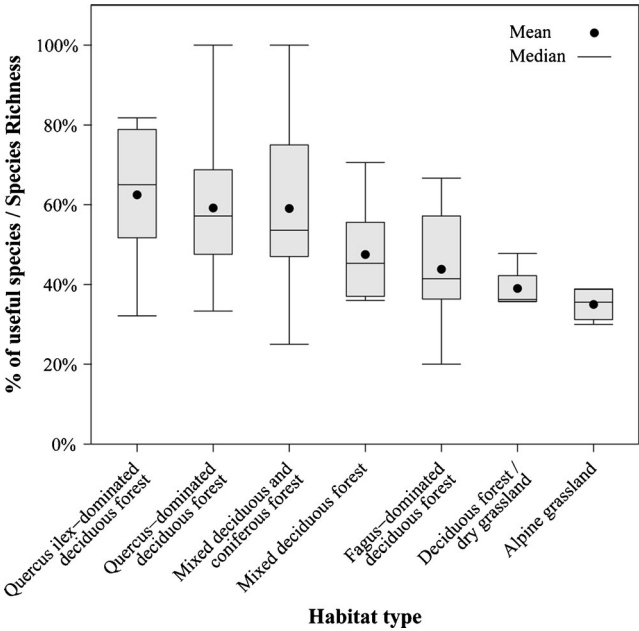 % of useful species / Species Richness
100%
80%
60%
40%
20%
0%
Mean
Median
Quercus ilex–dominated
deciduous forest
Quercus–dominated
deciduous forest
Mixed deciduous and
coniferous forest
Mixed deciduous forest
Fagus–dominated
deciduous forest
Deciduous forest /
dry grassland
Alpine grassland
Habitat type